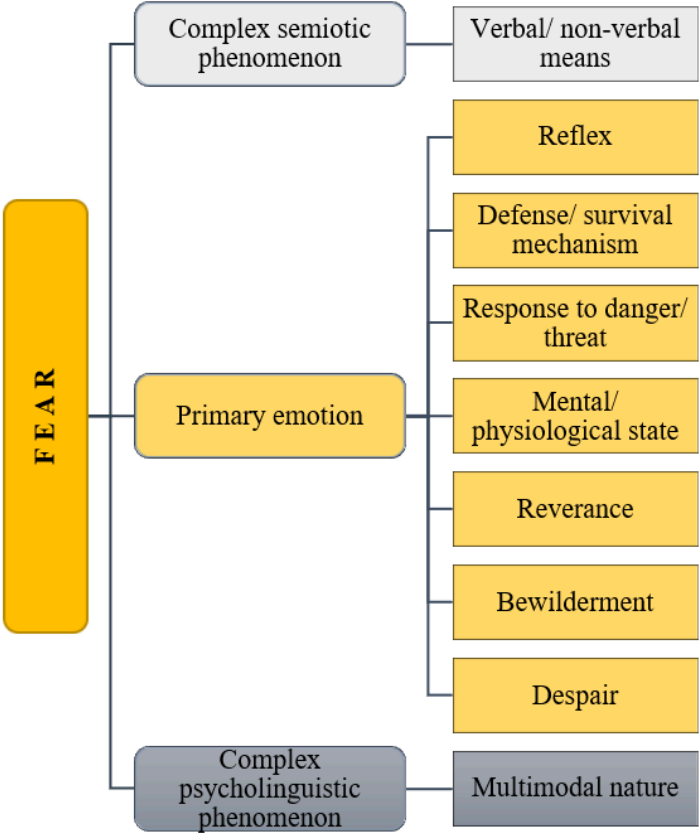 FEAR
Complex semiotic
phenomenon
Verbal/ non-verbal
means
Primary emotion
Reflex
Defense/ survival
mechanism
Response to danger/
threat
Mental/
physiological state
Reverance
Bewilderment
Despair
Complex
psycholinguistic
phenomenon
Multimodal nature